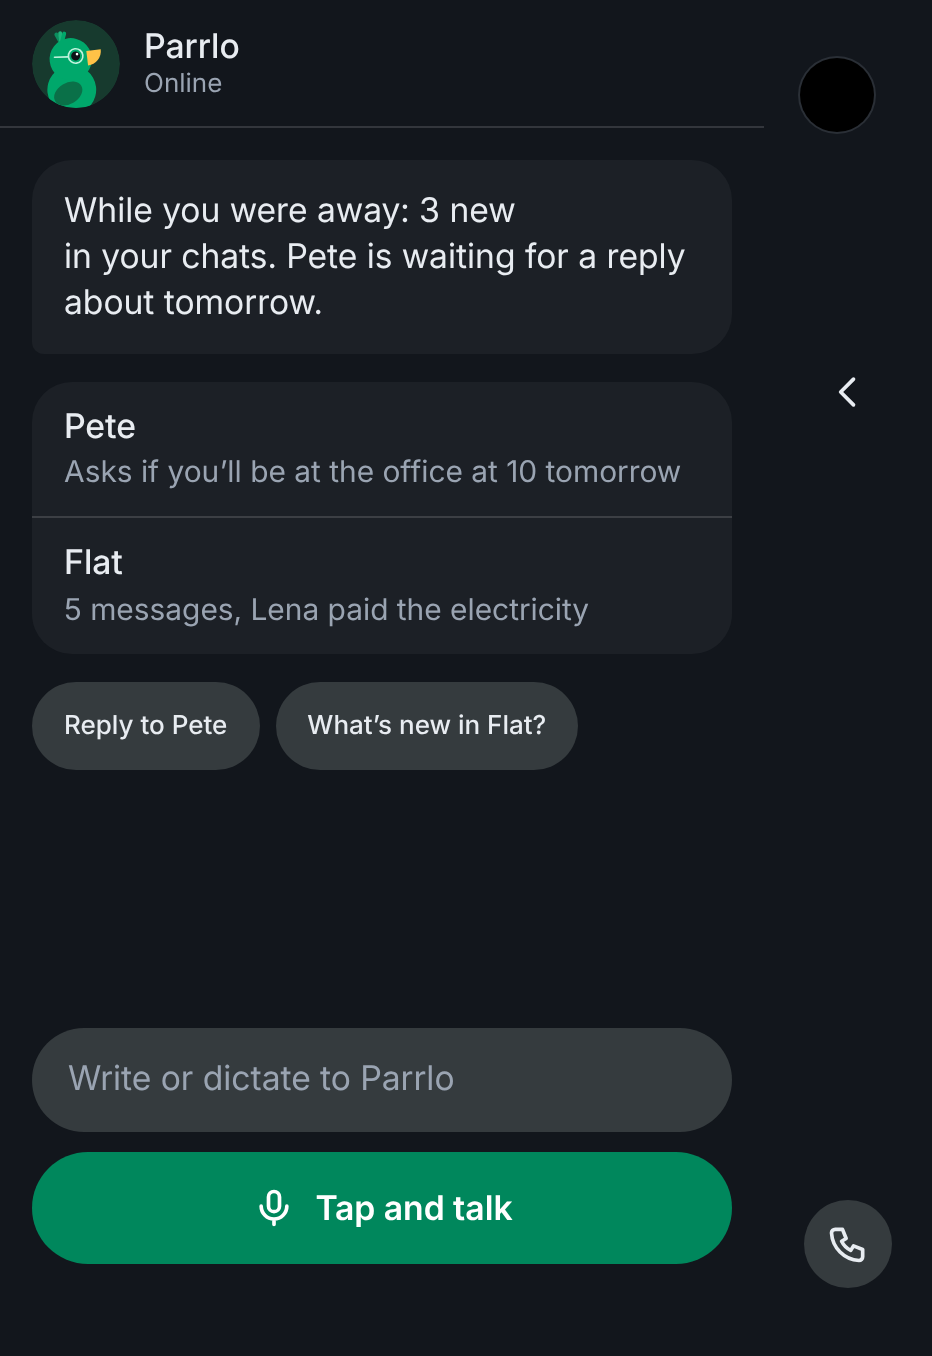 Parrlo
Online
While you were away: 3 new
in your chats. Pete is waiting for a reply
about tomorrow.
Pete
Asks if you’ll be at the office at 10 tomorrow
Flat
5 messages, Lena paid the electricity
Reply to Pete
What’s new in Flat?
Write or dictate to Parrlo
Tap and talk